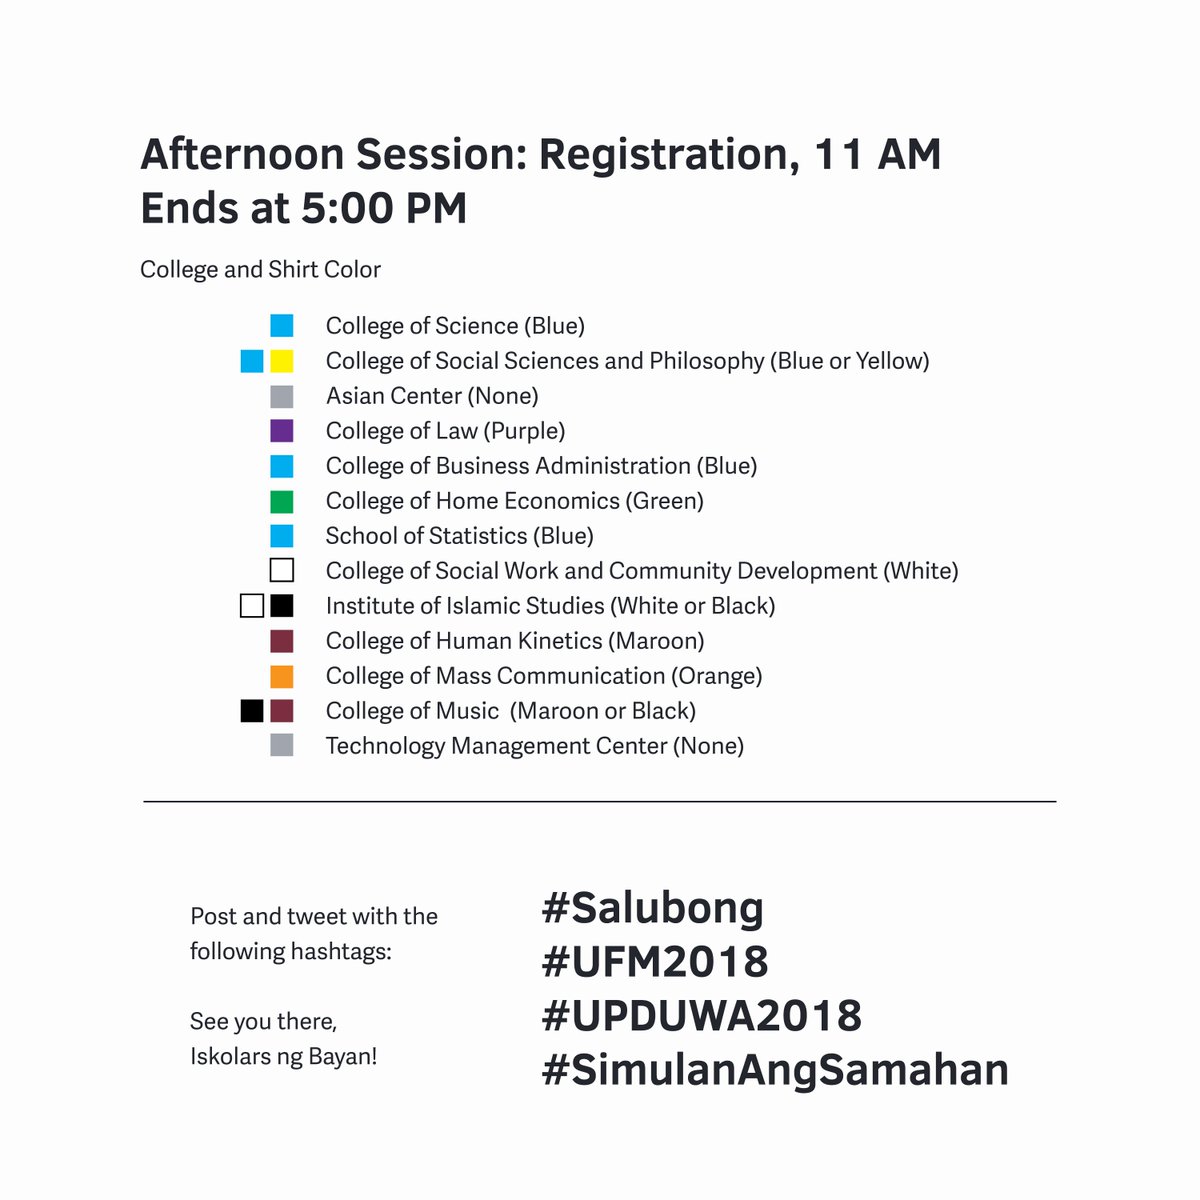 Afternoon Session: Registration, 11 AM
Ends at 5:00 PM
College and Shirt Color
College of Science (Blue)
College of Social Sciences and Philosophy (Blue or Yellow)
Asian Center (None)
College of Law (Purple)
College of Business Administration (Blue)
College of Home Economics (Green)
School of Statistics (Blue)
College of Social Work and Community Development (White)
Institute of Islamic Studies (White or Black)
College of Human Kinetics (Maroon)
College of Mass Communication (Orange)
College of Music (Maroon or Black)
Technology Management Center (None)
Post and tweet with the
following hashtags:
See you there,
Iskolars ng Bayan!
#Salubong
#UFM2018
#UPDUWA2018
#SimulanAngSamahan